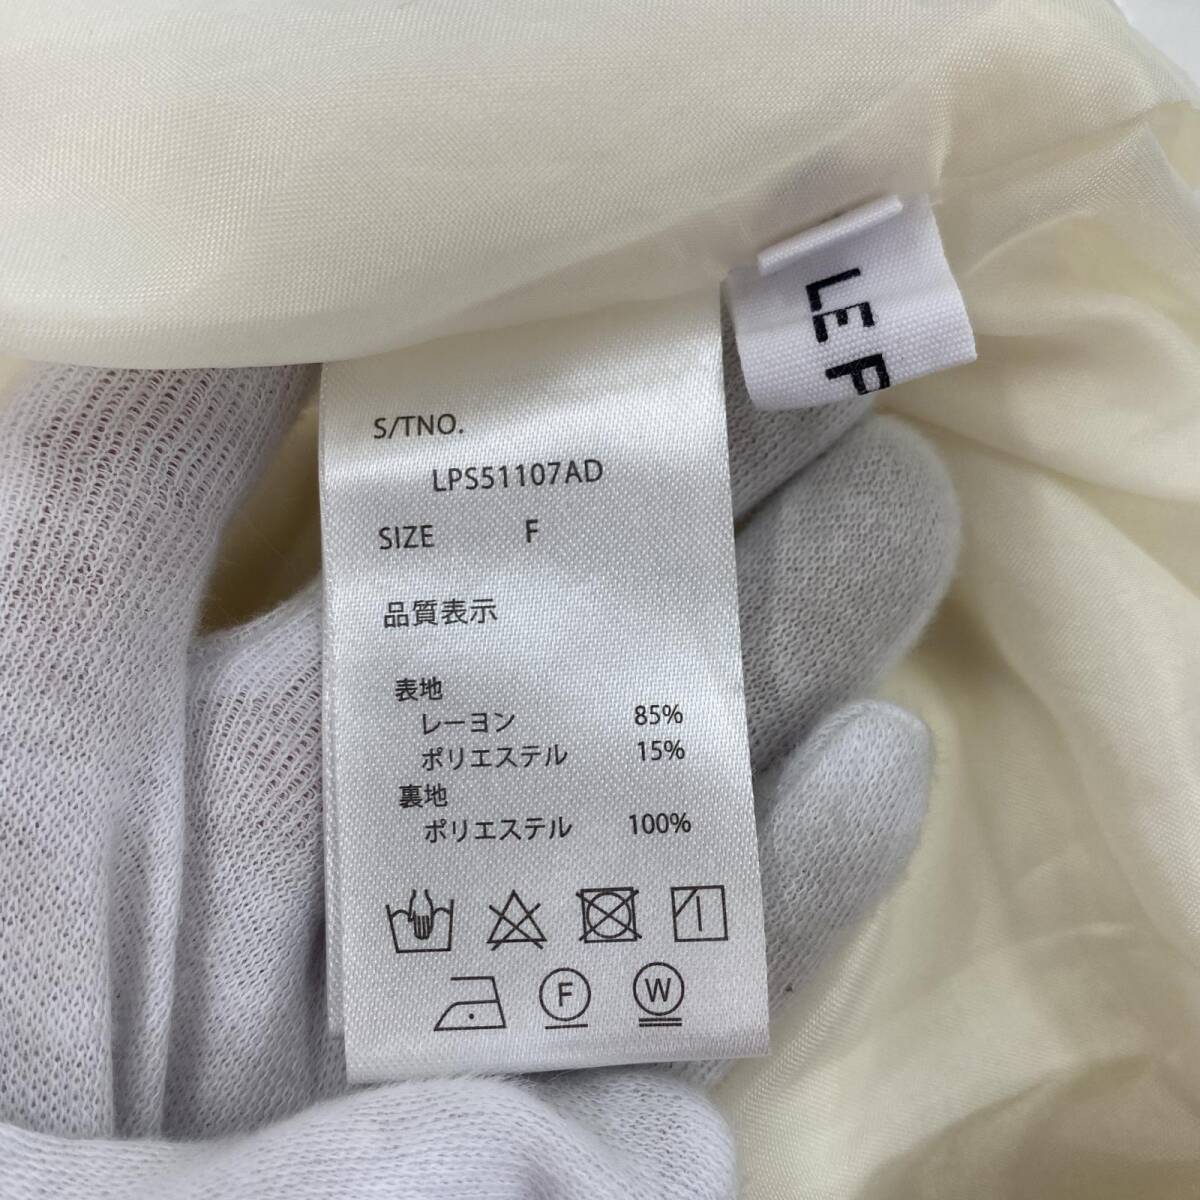 LE P
S/TNO.
LPS51107AD
SIZE F
品質表示
表地
レーヨン 85%
ポリエステル 15%
裏地
ポリエステル 100%
F W